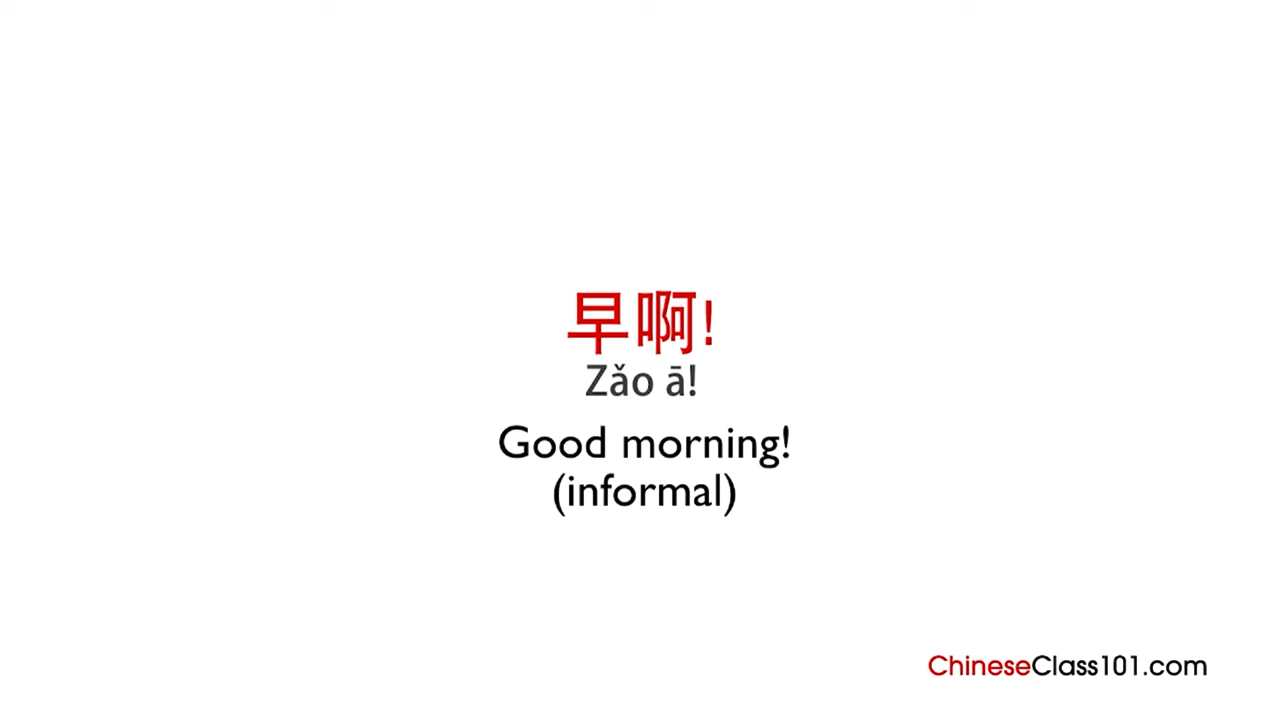 早啊!
Zǎo ā!
Good morning!
(informal)
ChineseClass101.com